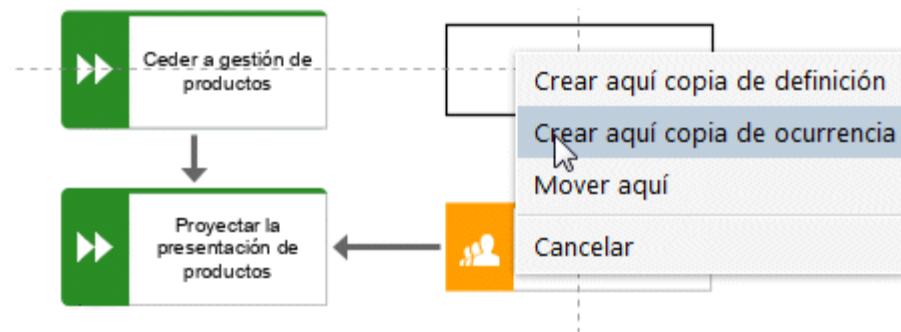 Ceder a gestión de
productos
Crear aquí copia de definición
Crear aquí copia de ocurrencia
Mover aquí
Cancelar
Proyectar la
presentación de
productos